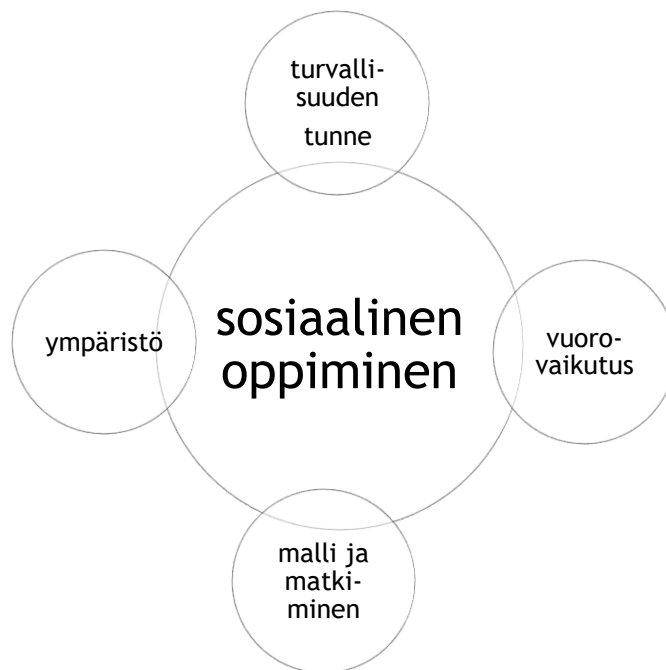 turvalli-
suuden
tunne
ympäristö
sosiaalinen
oppiminen
vuoro-
vaikutus
malli ja
matki-
minen